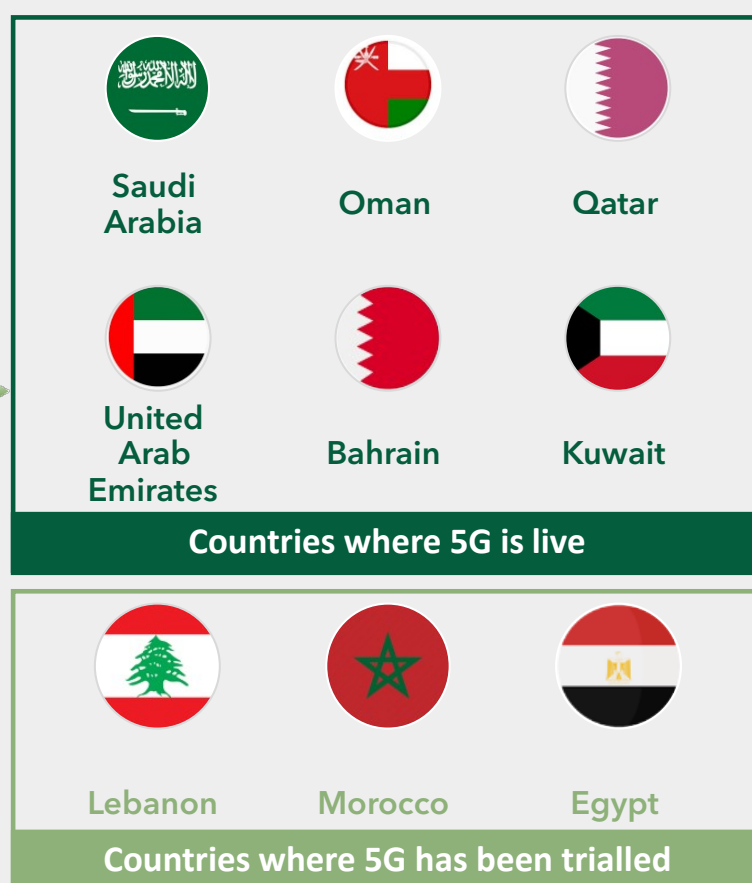 Saudi
Arabia
Oman
Qatar
United
Arab
Emirates
Bahrain
Kuwait
Countries where 5G is live
Lebanon
Morocco
Egypt
Countries where 5G has been trialled